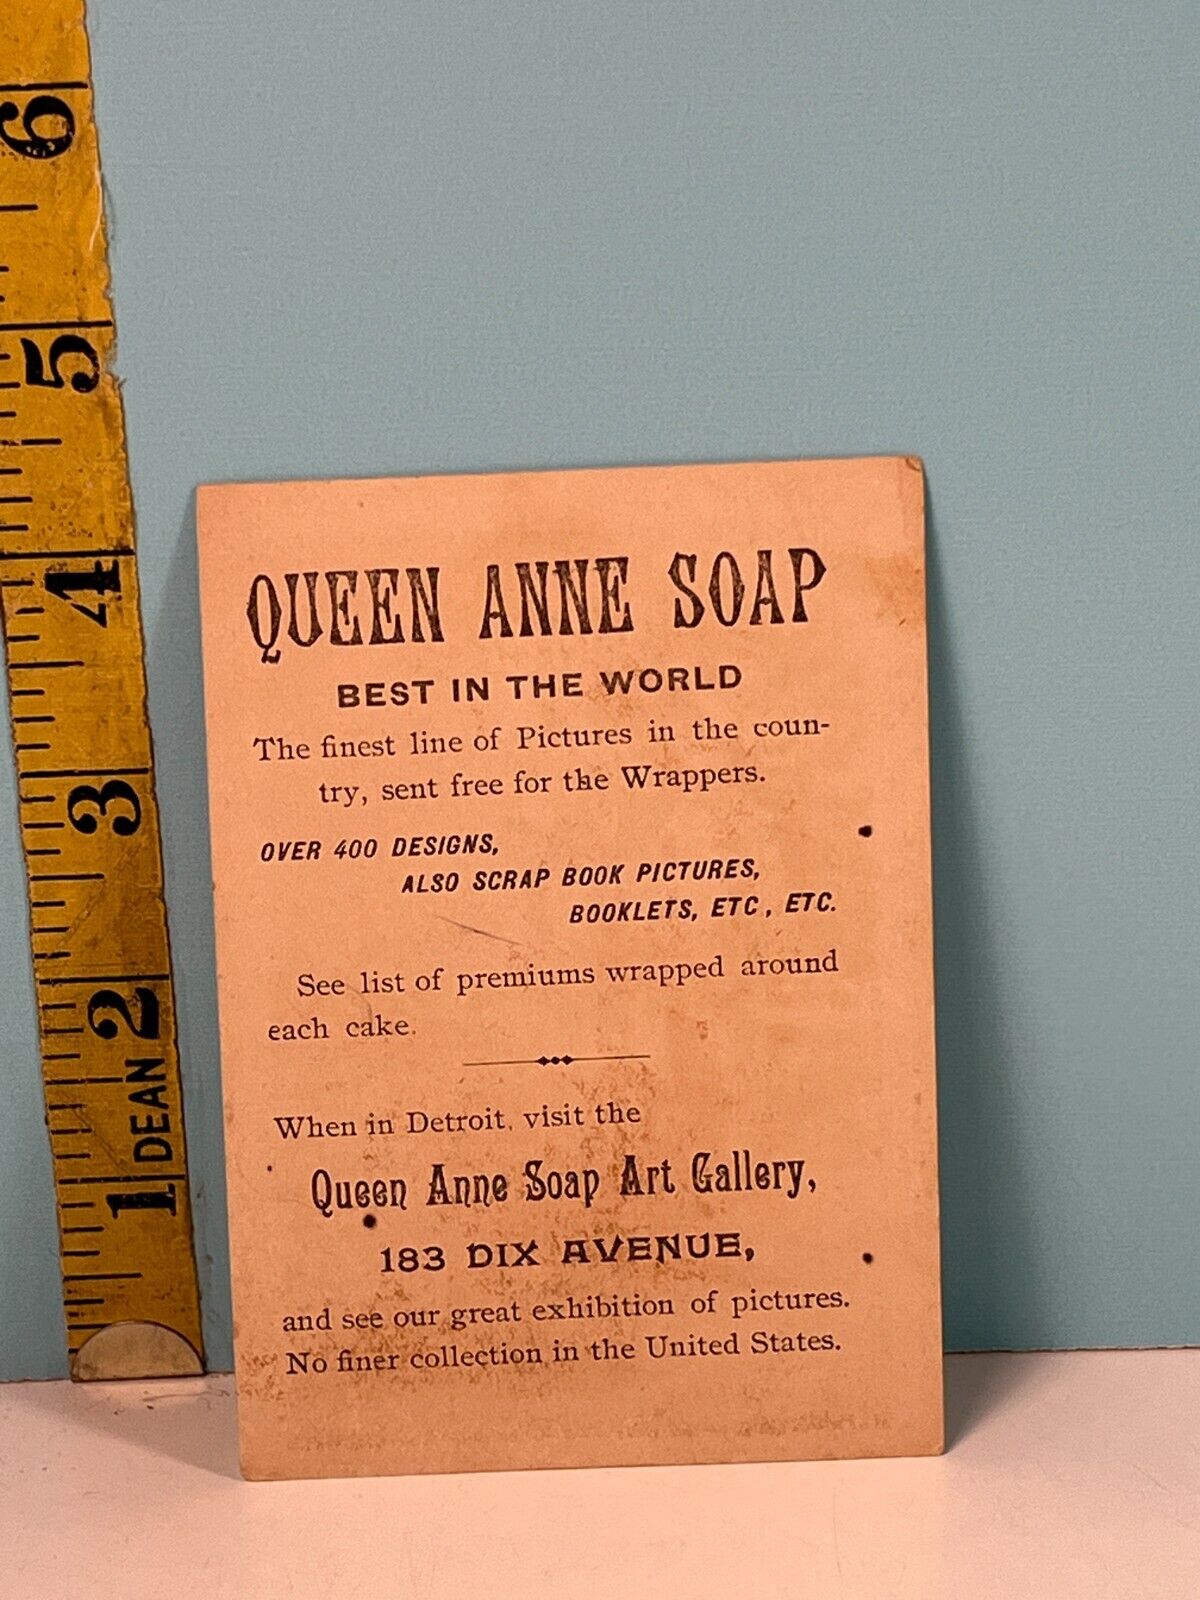 6
5
4
3
2
DEAN
1
QUEEN ANNE SOAP
BEST IN THE WORLD
The finest line of Pictures in the coun-
try, sent free for the Wrappers.
OVER 400 DESIGNS,
ALSO SCRAP BOOK PICTURES,
BOOKLETS, ETC, ETC.
See list of premiums wrapped around
each cake.
When in Detroit, visit the
Queen Anne Soap Art Gallery,
183 DIX AVENUE,
and see our great exhibition of pictures.
No finer collection in the United States.